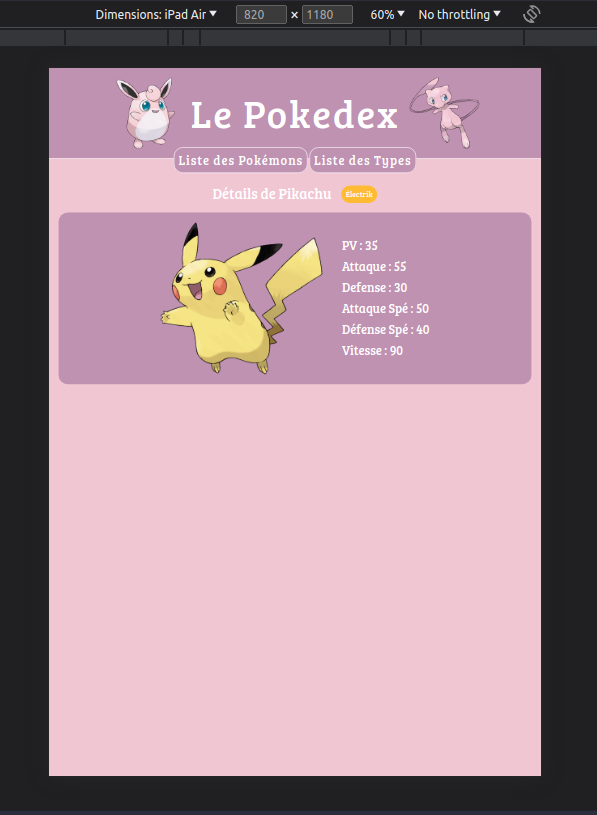 Dimensions: iPad Air 820 × 1180 60% No throttling
Le Pokedex
Liste des Pokémons Liste des Types
Détails de Pikachu Electrik
PV : 35
Attaque : 55
Defense : 30
Attaque Spé : 50
Défense Spé : 40
Vitesse : 90